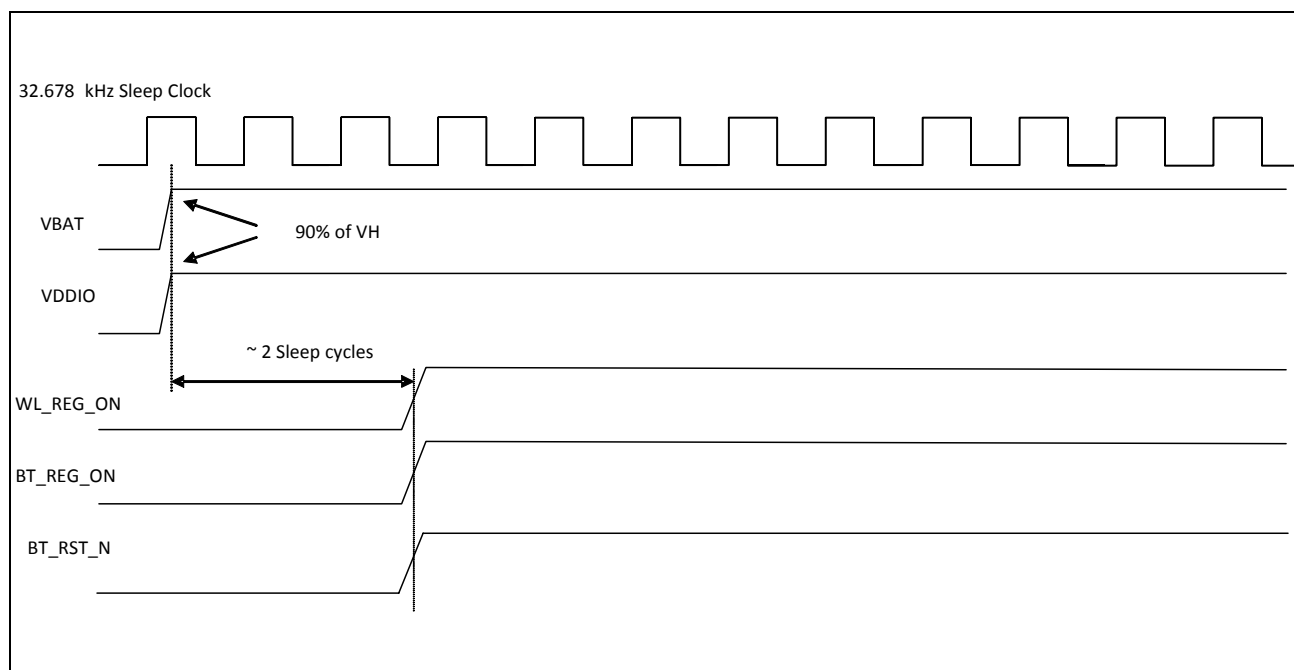 32.678 kHz Sleep Clock
VBAT
90% of VH
VDDIO
~ 2 Sleep cycles
WL_REG_ON
BT_REG_ON
BT_RST_N